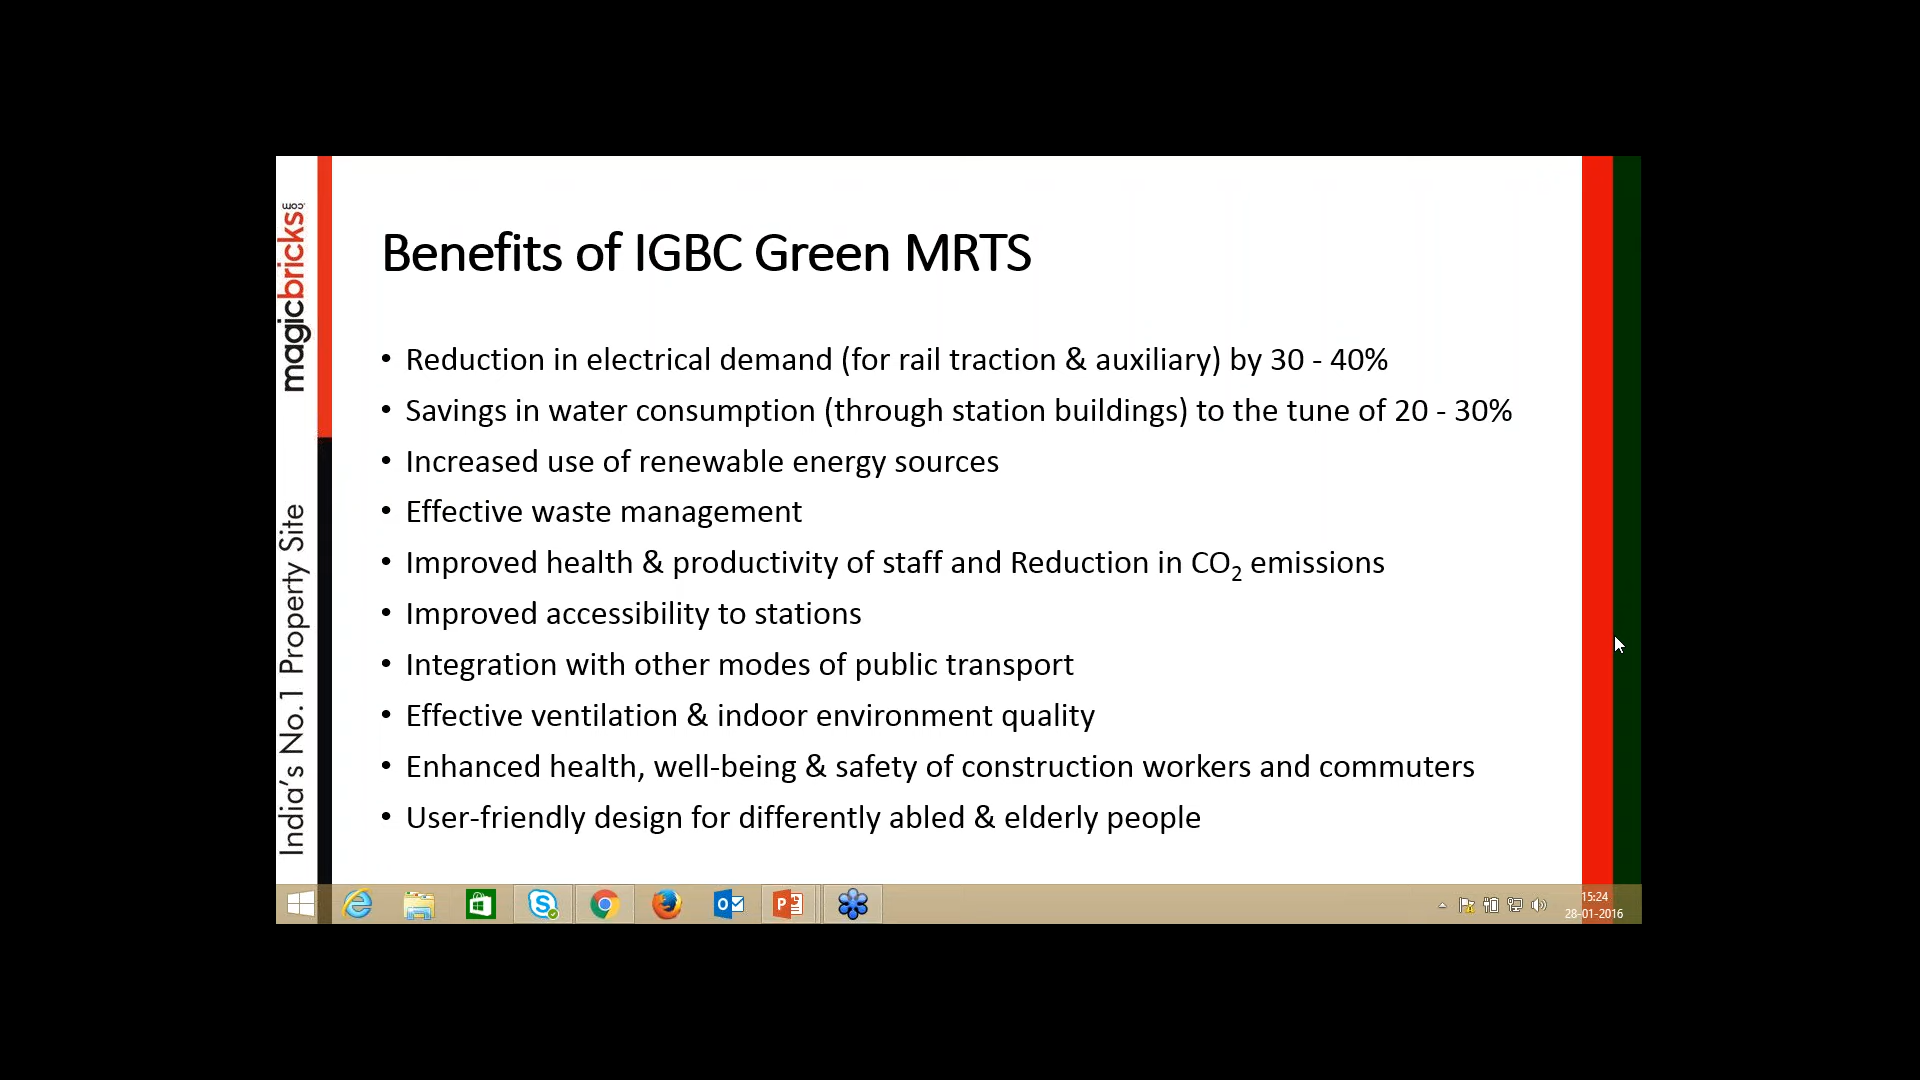 magicbricks.com
India's No.1 Property Site
Benefits of IGBC Green MRTS
• Reduction in electrical demand (for rail traction & auxiliary) by 30 - 40%
• Savings in water consumption (through station buildings) to the tune of 20 - 30%
• Increased use of renewable energy sources
• Effective waste management
• Improved health & productivity of staff and Reduction in CO₂ emissions
• Improved accessibility to stations
• Integration with other modes of public transport
• Effective ventilation & indoor environment quality
• Enhanced health, well-being & safety of construction workers and commuters
• User-friendly design for differently abled & elderly people
15:24
28-01-2016